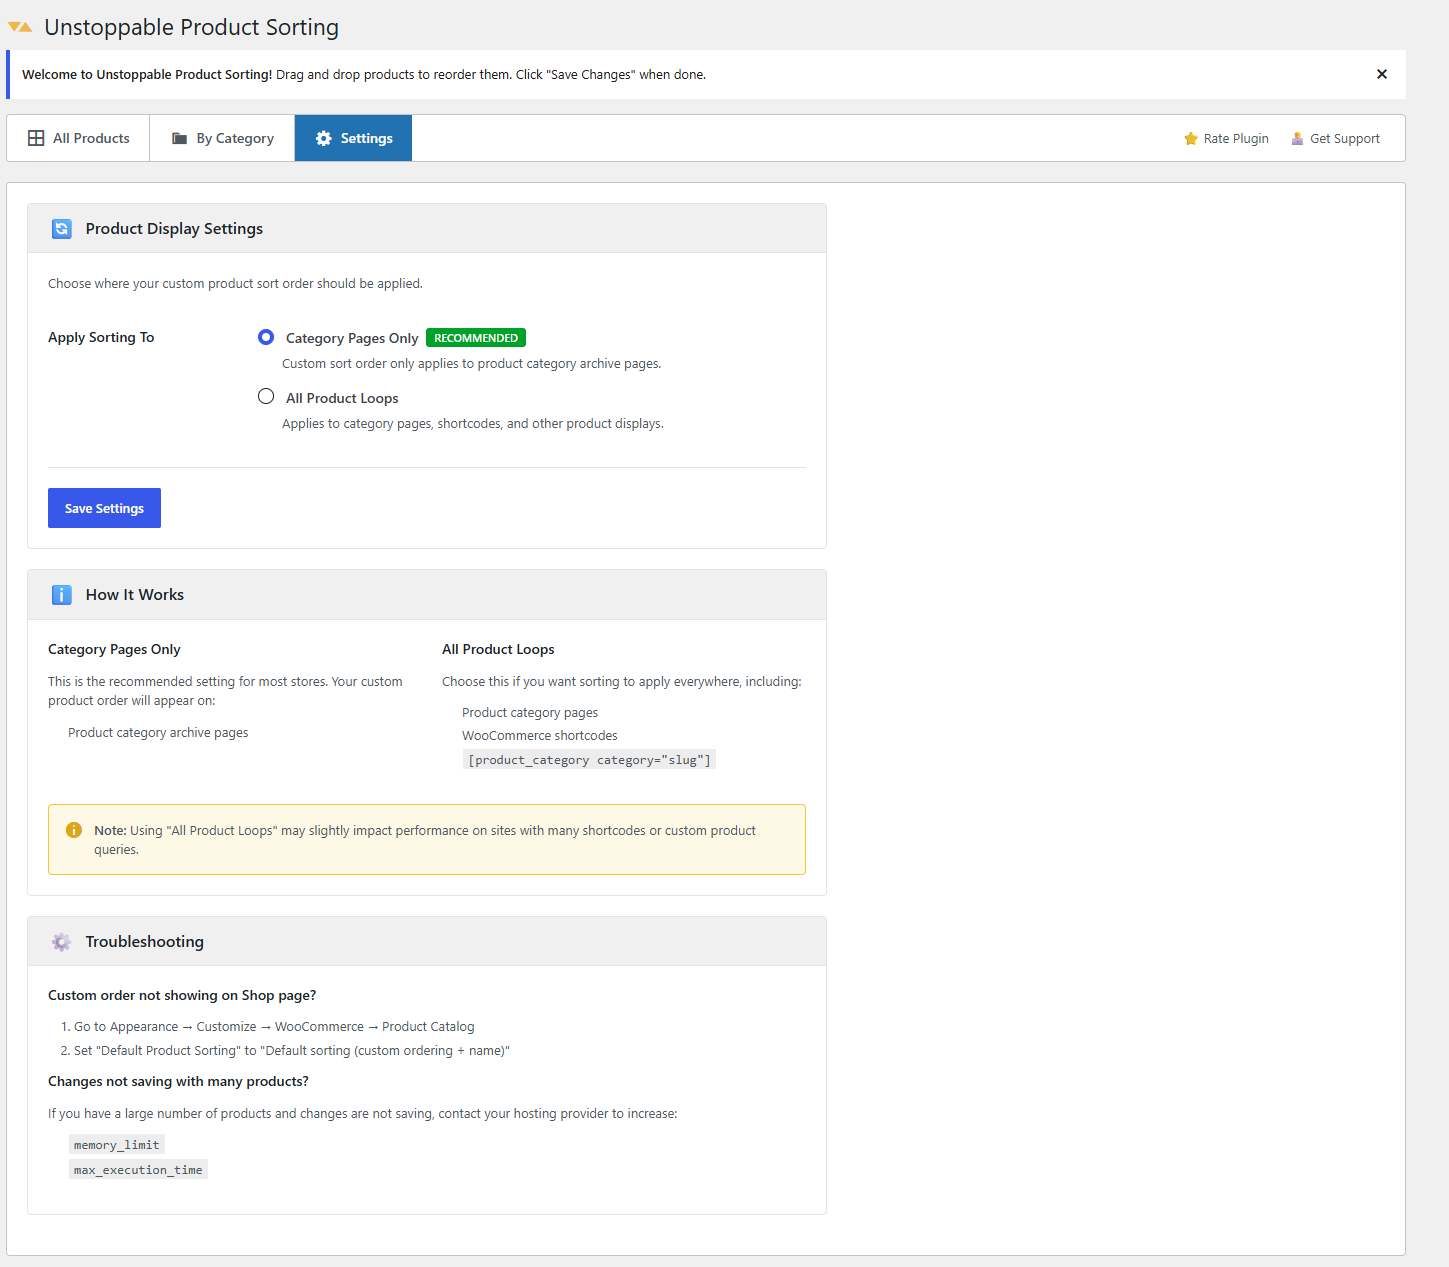 Unstoppable Product Sorting
Welcome to Unstoppable Product Sorting! Drag and drop products to reorder them. Click "Save Changes" when done.
All Products
By Category
Settings
Rate Plugin
Get Support
Product Display Settings
Choose where your custom product sort order should be applied.
Apply Sorting To
Category Pages Only RECOMMENDED
Custom sort order only applies to product category archive pages.
All Product Loops
Applies to category pages, shortcodes, and other product displays.
Save Settings
How It Works
Category Pages Only
This is the recommended setting for most stores. Your custom
product order will appear on:
Product category archive pages
All Product Loops
Choose this if you want sorting to apply everywhere, including:
Product category pages
WooCommerce shortcodes
[product_category category="slug"]
Note: Using "All Product Loops" may slightly impact performance on sites with many shortcodes or custom product
queries.
Troubleshooting
Custom order not showing on Shop page?
1. Go to Appearance → Customize → WooCommerce → Product Catalog
2. Set "Default Product Sorting" to "Default sorting (custom ordering + name)"
Changes not saving with many products?
If you have a large number of products and changes are not saving, contact your hosting provider to increase:
memory_limit
max_execution_time